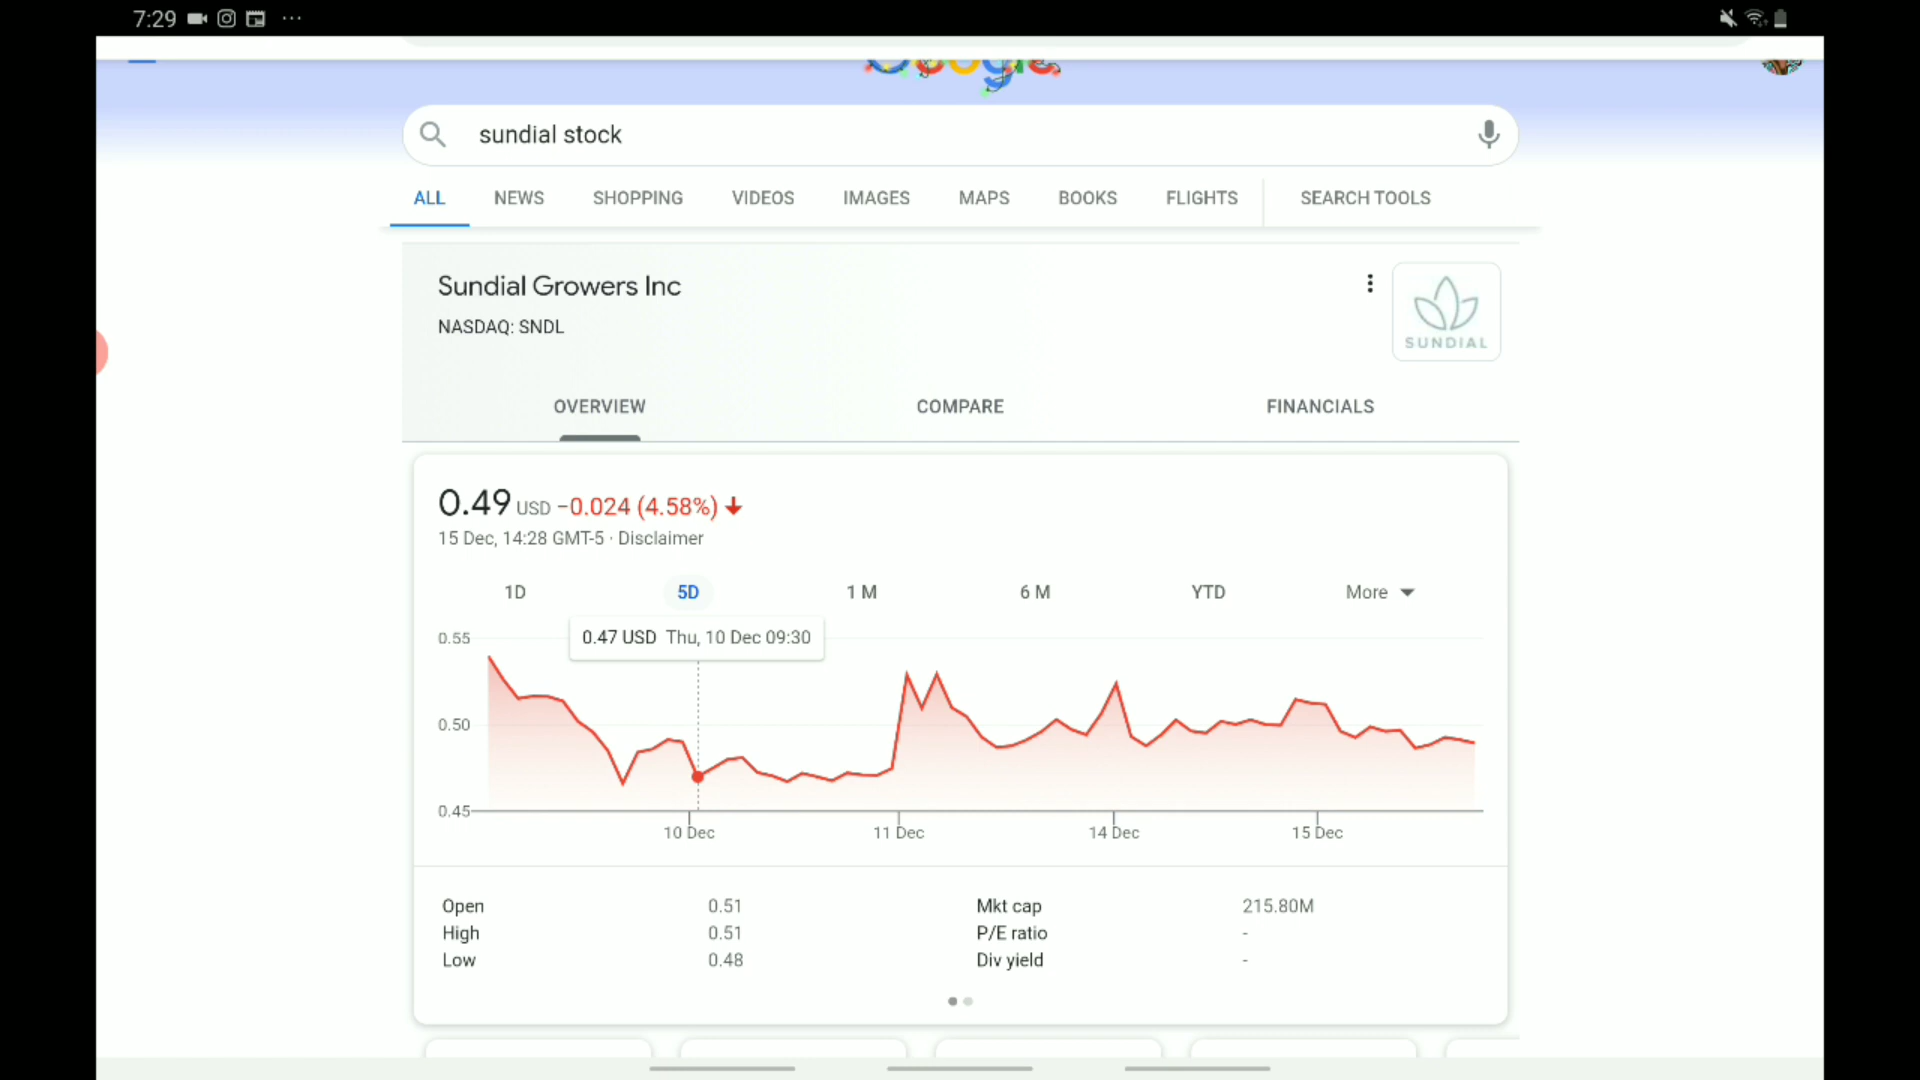 7:29
Google
sundial stock
ALL NEWS SHOPPING VIDEOS IMAGES MAPS BOOKS FLIGHTS SEARCH TOOLS
Sundial Growers Inc
NASDAQ: SNDL
SUNDIAL
OVERVIEW COMPARE FINANCIALS
0.49 USD −0.024 (4.58%)
15 Dec, 14:28 GMT-5 · Disclaimer
1D 5D 1 M 6 M YTD More
0.47 USD Thu, 10 Dec 09:30
0.55
0.50
0.45
10 Dec 11 Dec 14 Dec 15 Dec
Open 0.51 Mkt cap 215.80M
High 0.51 P/E ratio -
Low 0.48 Div yield -